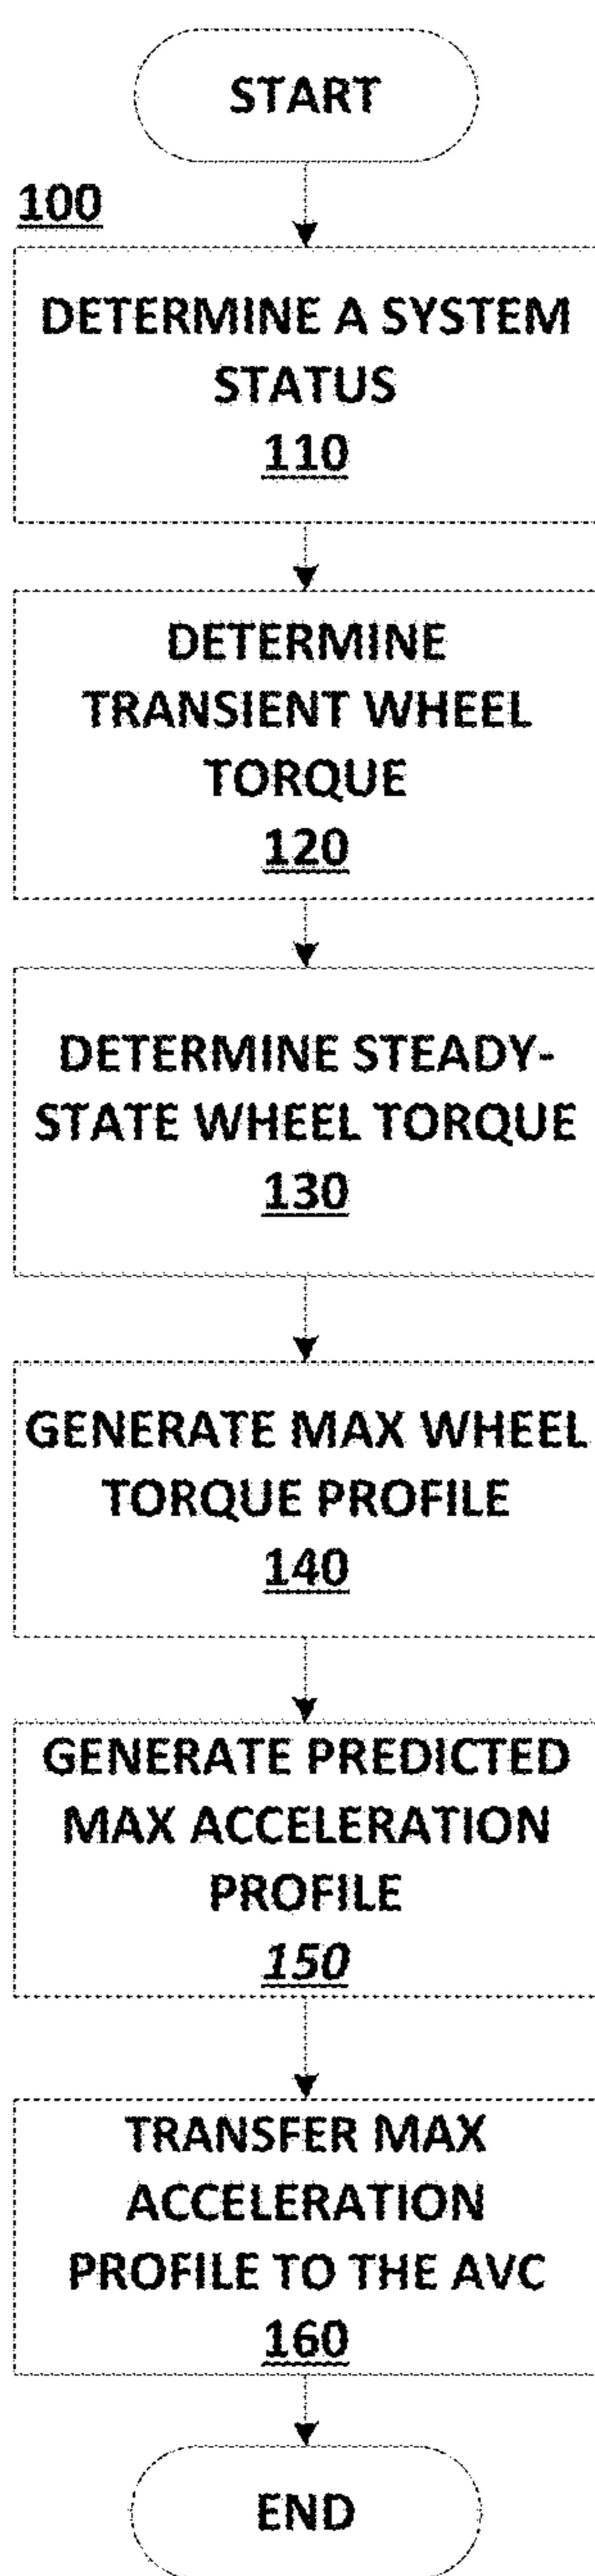 START
100
DETERMINE A SYSTEM
STATUS
110
DETERMINE
TRANSIENT WHEEL
TORQUE
120
DETERMINE STEADY-
STATE WHEEL TORQUE
130
GENERATE MAX WHEEL
TORQUE PROFILE
140
GENERATE PREDICTED
MAX ACCELERATION
PROFILE
150
TRANSFER MAX
ACCELERATION
PROFILE TO THE AVC
160
END